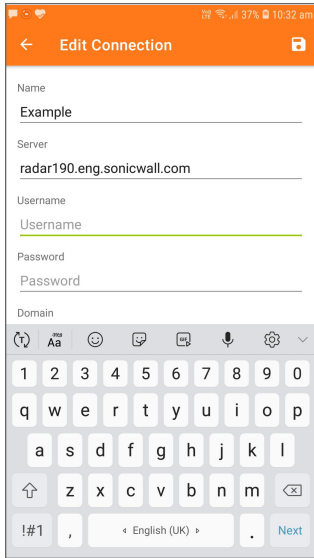 37% 10:32 am
Edit Connection
Name
Example
Server
radar190.eng.sonicwall.com
Username
Username
Password
Password
Domain
Aa
GIF
1 2 3 4 5 6 7 8 9 0
q w e r t y u i o p
a s d f g h j k l
z x c v b n m
!#1 , English (UK) . Next